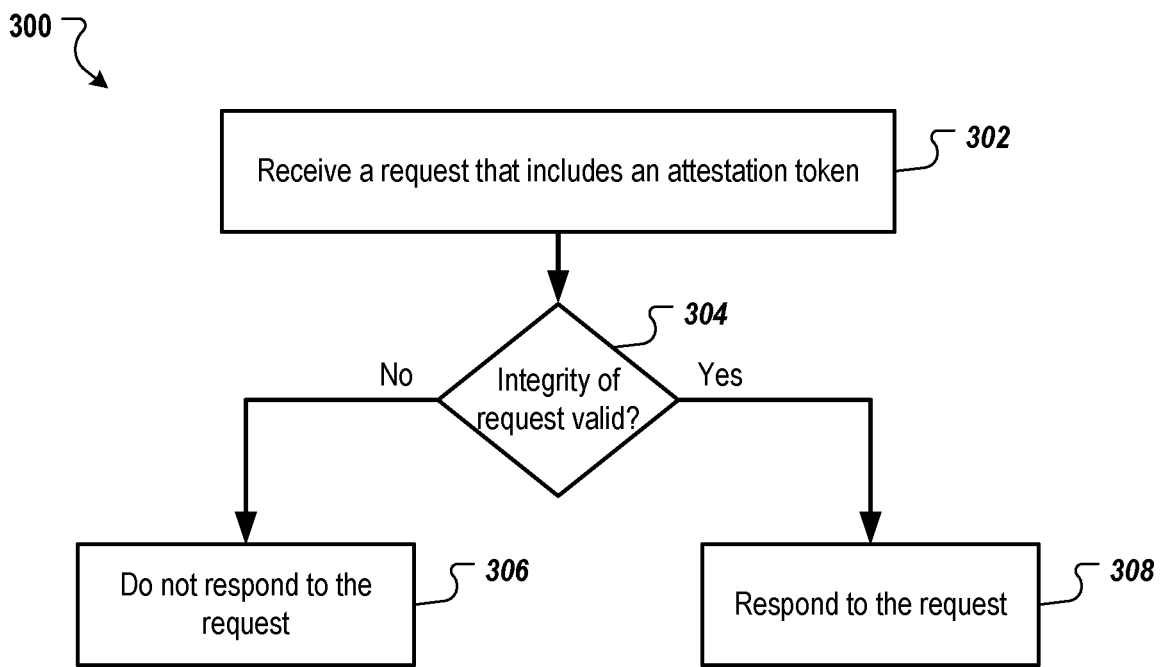 300
302
Receive a request that includes an attestation token
304
No
Yes
Integrity of
request valid?
306
Do not respond to the
request
308
Respond to the request